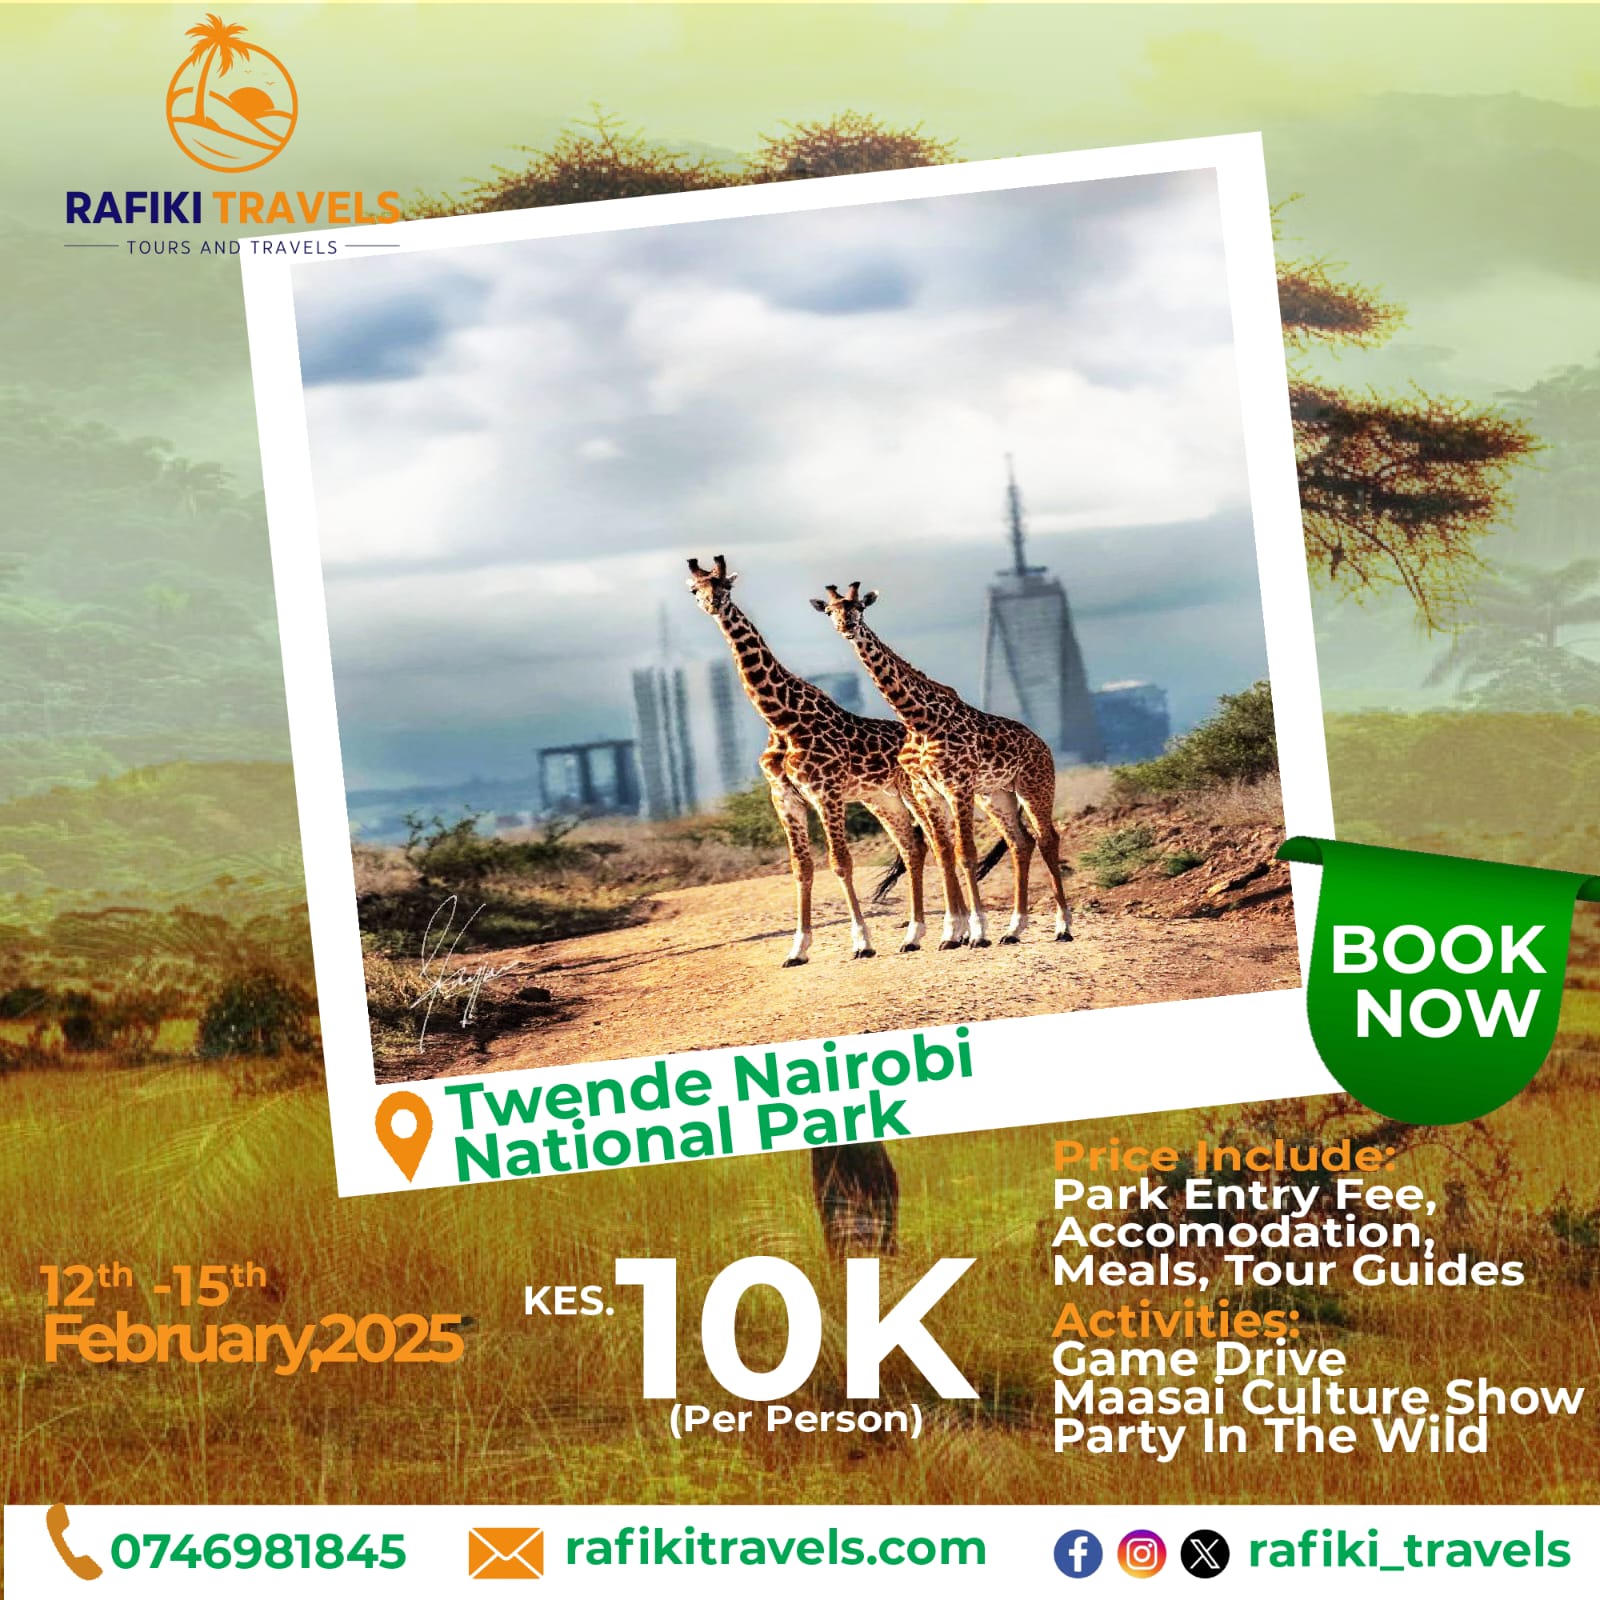 RAFIKI TRAVELS
TOURS AND TRAVELS
BOOK
NOW
Twende Nairobi
National Park
12th -15th
February,2025
KES. 10K
(Per Person)
Price Include:
Park Entry Fee,
Accomodation,
Meals, Tour Guides
Activities:
Game Drive
Maasai Culture Show
Party In The Wild
0746981845
rafikitravels.com
rafiki_travels